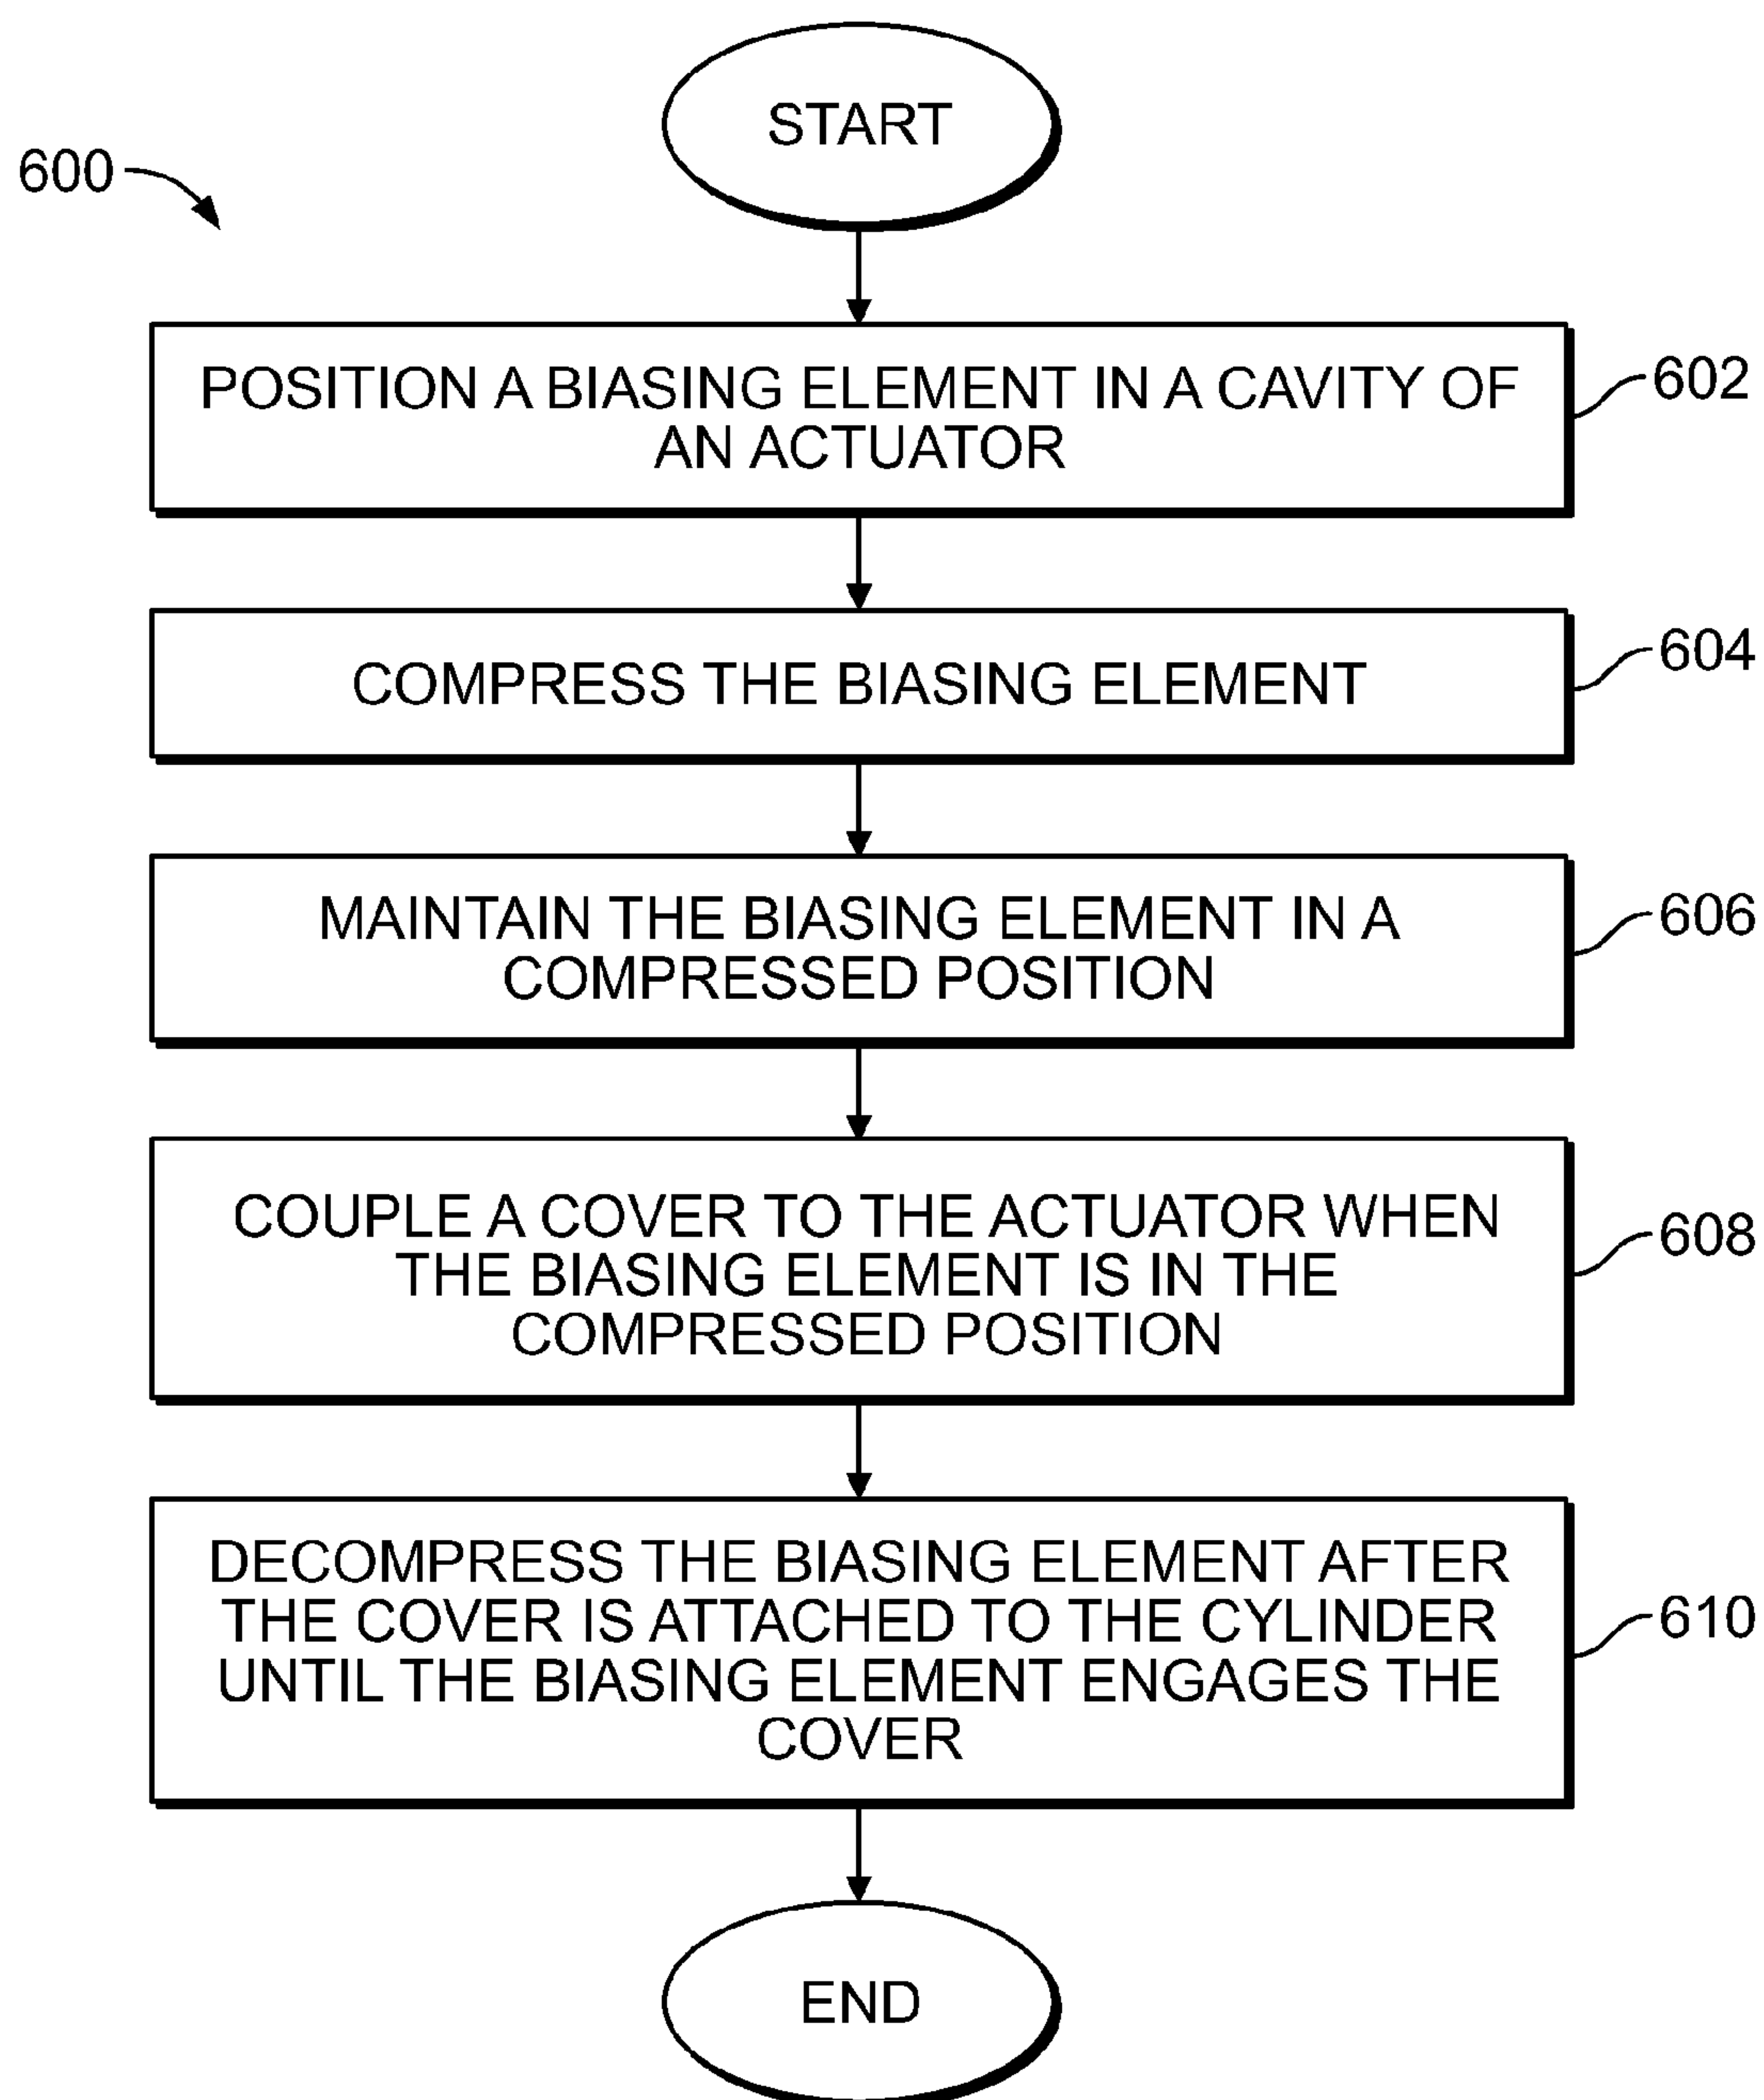 START
600
POSITION A BIASING ELEMENT IN A CAVITY OF
AN ACTUATOR
602
COMPRESS THE BIASING ELEMENT
604
MAINTAIN THE BIASING ELEMENT IN A
COMPRESSED POSITION
606
COUPLE A COVER TO THE ACTUATOR WHEN
THE BIASING ELEMENT IS IN THE
COMPRESSED POSITION
608
DECOMPRESS THE BIASING ELEMENT AFTER
THE COVER IS ATTACHED TO THE CYLINDER
UNTIL THE BIASING ELEMENT ENGAGES THE
COVER
610
END